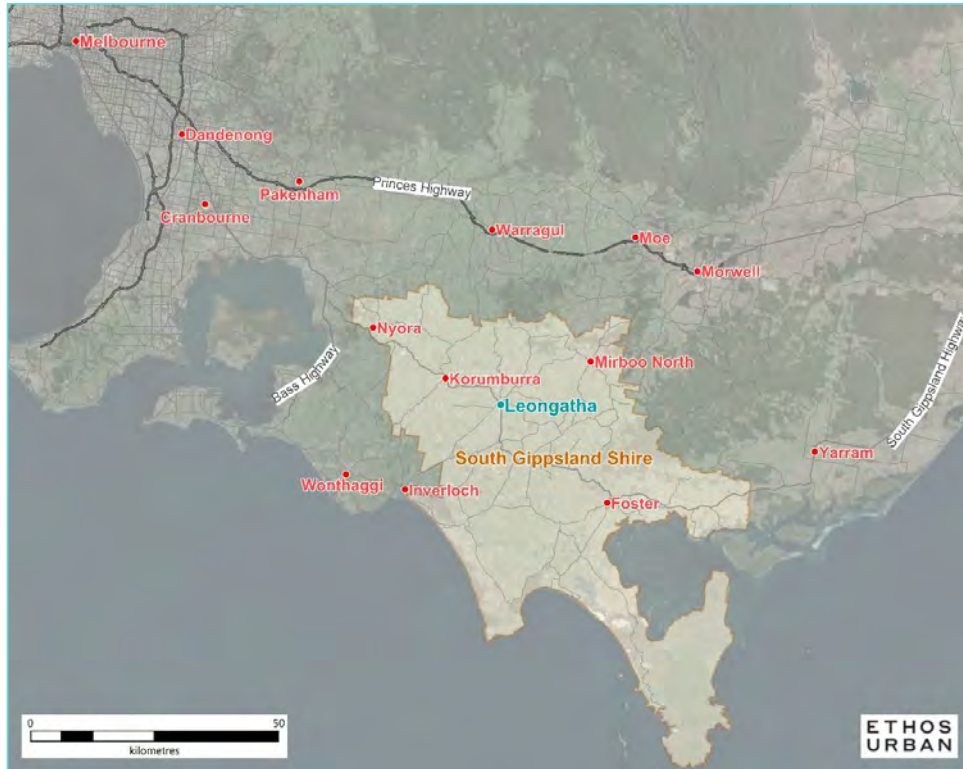 Melbourne
Dandenong
Pakenham
Princes Highway
Cranbourne
Warragul
Moe
Morwell
Nyora
Bass Highway
Mirboo North
Korumburra
Leongatha
South Gippsland Highway
South Gippsland Shire
Yarram
Wonthaggi
Inverloch
Foster
0 50
kilometres
ETHOS
URBAN